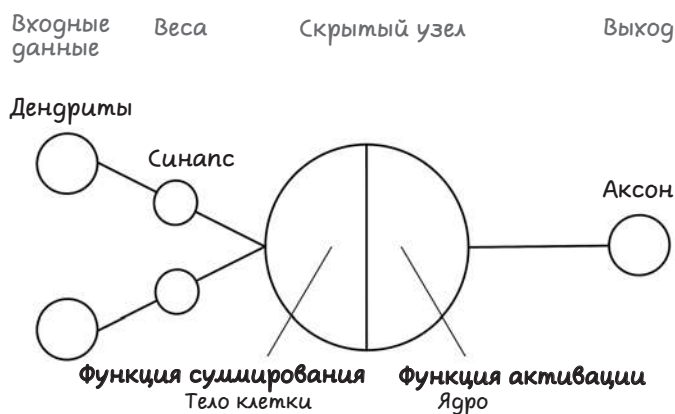 Входные
данные
Веса
Скрытый узел
Выход
Дендриты
Синапс
Аксон
Функция суммирования
Тело клетки
Функция активации
Ядро